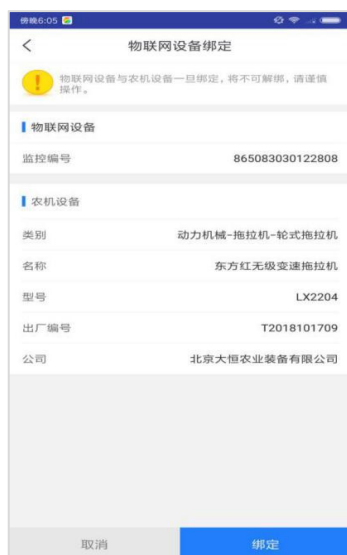 傍晚6:05
物联网设备绑定
物联网设备与农机设备一旦绑定，将不可解绑，请谨慎
操作。
物联网设备
监控编号 865083030122808
农机设备
类别 动力机械-拖拉机-轮式拖拉机
名称 东方红无级变速拖拉机
型号 LX2204
出厂编号 T2018101709
公司 北京大恒农业装备有限公司
取消 绑定